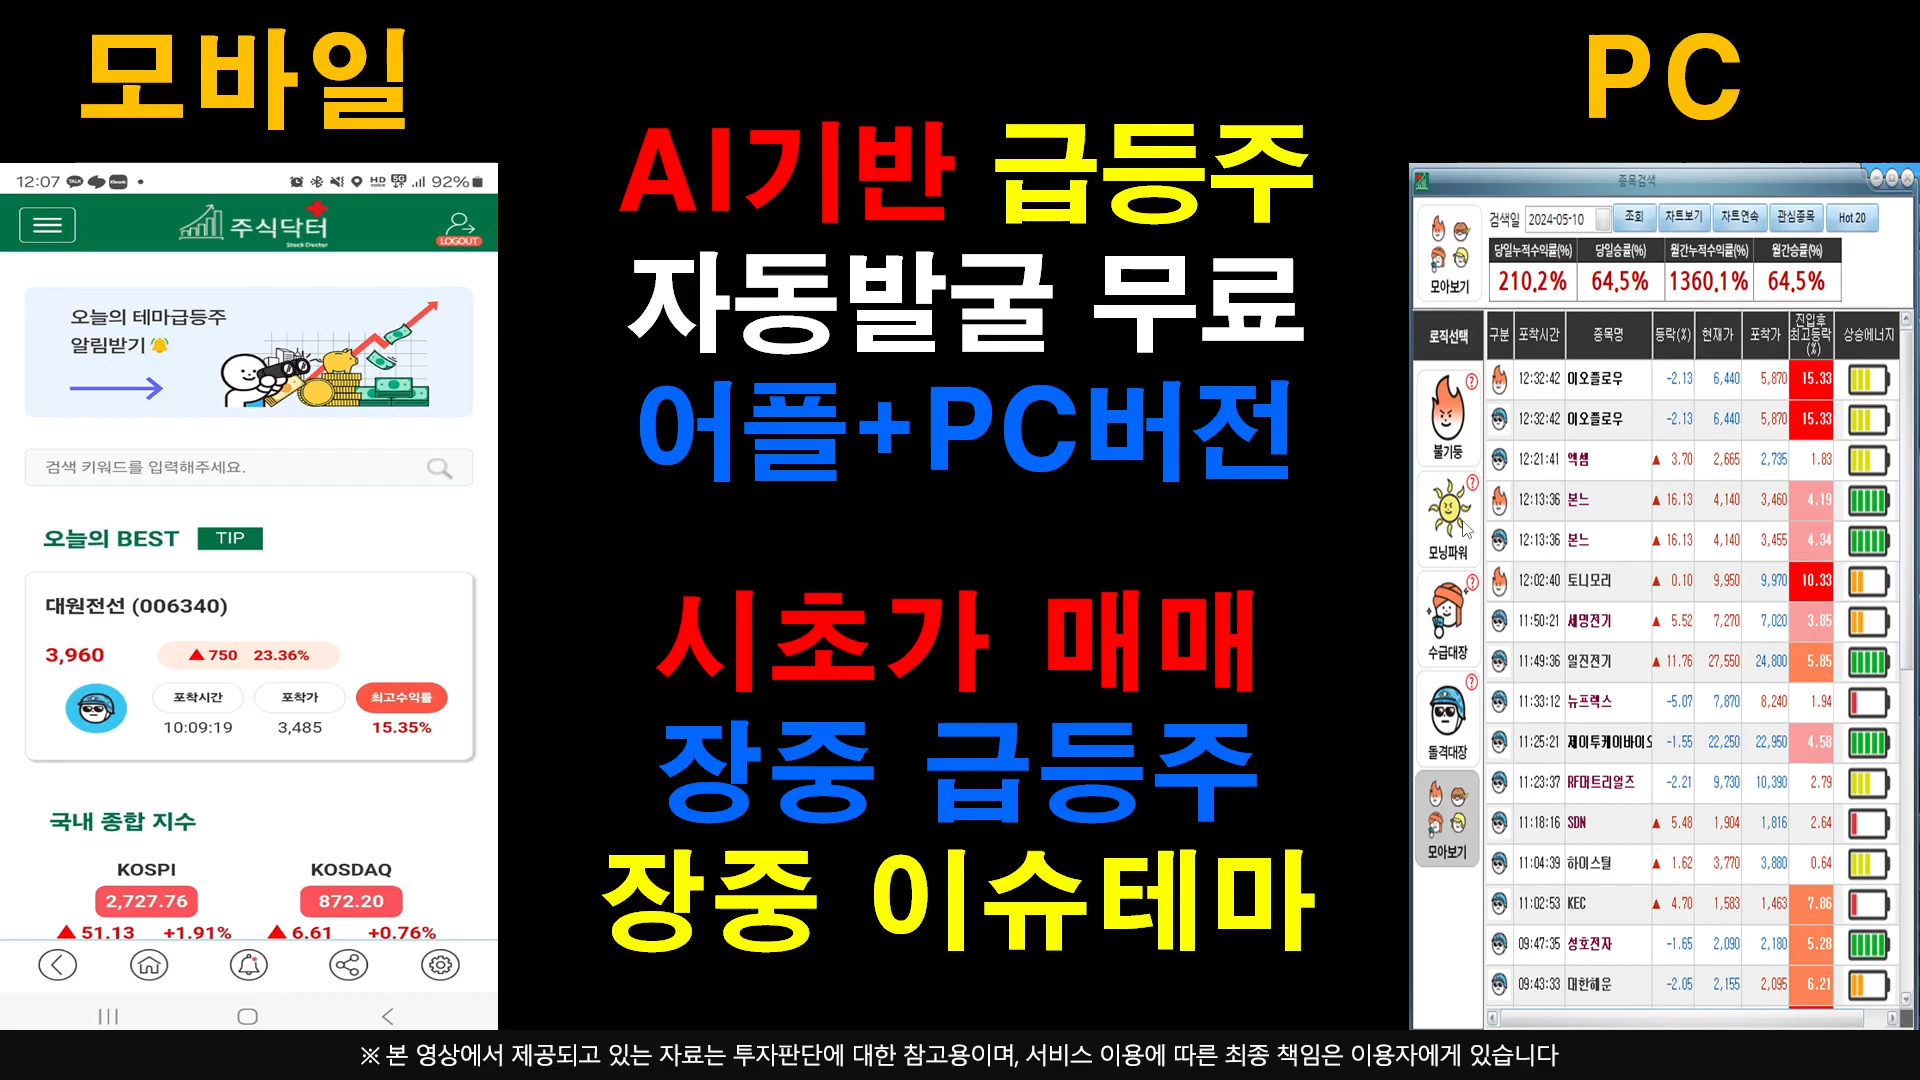 모바일
PC
AI기반 급등주
자동발굴 무료
어플+PC버전
시초가 매매
장중 급등주
장중 이슈테마
12:07
HD
5G
92%
주식닥터
Stock Doctor
LOGOUT
오늘의 테마급등주
알림받기
검색 키워드를 입력해주세요.
오늘의 BEST TIP
대원전선 (006340)
3,960 ▲ 750 23.36%
포착시간 포착가 최고수익률
10:09:19 3,485 15.35%
국내 종합 지수
KOSPI KOSDAQ
2,727.76 872.20
▲ 51.13 +1.91% ▲ 6.61 +0.76%
종목검색
모아보기
검색일 2024-05-10 조회 차트보기 차트연속 관심종목 Hot 20
당일누적수익률(%) 당일승률(%) 월간누적수익률(%) 월간승률(%)
210,2% 64,5% 1360,1% 64,5%
로직선택
불기둥
모닝파워
수급대장
돌격대장
모아보기
구분 포착시간 종목명 등락(%) 현재가 포착가 진입후 최고등락 (%) 상승에너지
12:32:42 이오플로우 -2.13 6,440 5,870 15.33
12:32:42 이오플로우 -2.13 6,440 5,870 15.33
12:21:41 엑셈 ▲ 3.70 2,665 2,735 1.83
12:13:36 본느 ▲ 16.13 4,140 3,460 4.19
12:13:36 본느 ▲ 16.13 4,140 3,455 4.34
12:02:40 토니모리 ▲ 0.10 9,950 9,970 10.33
11:50:21 세명전기 ▲ 5.52 7,270 7,020 3.85
11:49:36 일진전기 ▲ 11.76 27,550 24,800 5.85
11:33:12 뉴프렉스 -5.07 7,870 8,240 1.94
11:25:21 제이투케이바이오 -1.55 22,250 22,950 4.58
11:23:37 RF머트리얼즈 -2.21 9,730 10,390 2.79
11:18:16 SDN ▲ 5.48 1,904 1,816 2.64
11:04:39 하이스틸 ▲ 1.62 3,770 3,880 0.64
11:02:53 KEC ▲ 4.70 1,583 1,463 7.86
09:47:35 성호전자 -1.65 2,090 2,180 5.28
09:43:33 대한해운 -2.05 2,155 2,095 6.21
※ 본 영상에서 제공되고 있는 자료는 투자판단에 대한 참고용이며, 서비스 이용에 따른 최종 책임은 이용자에게 있습니다